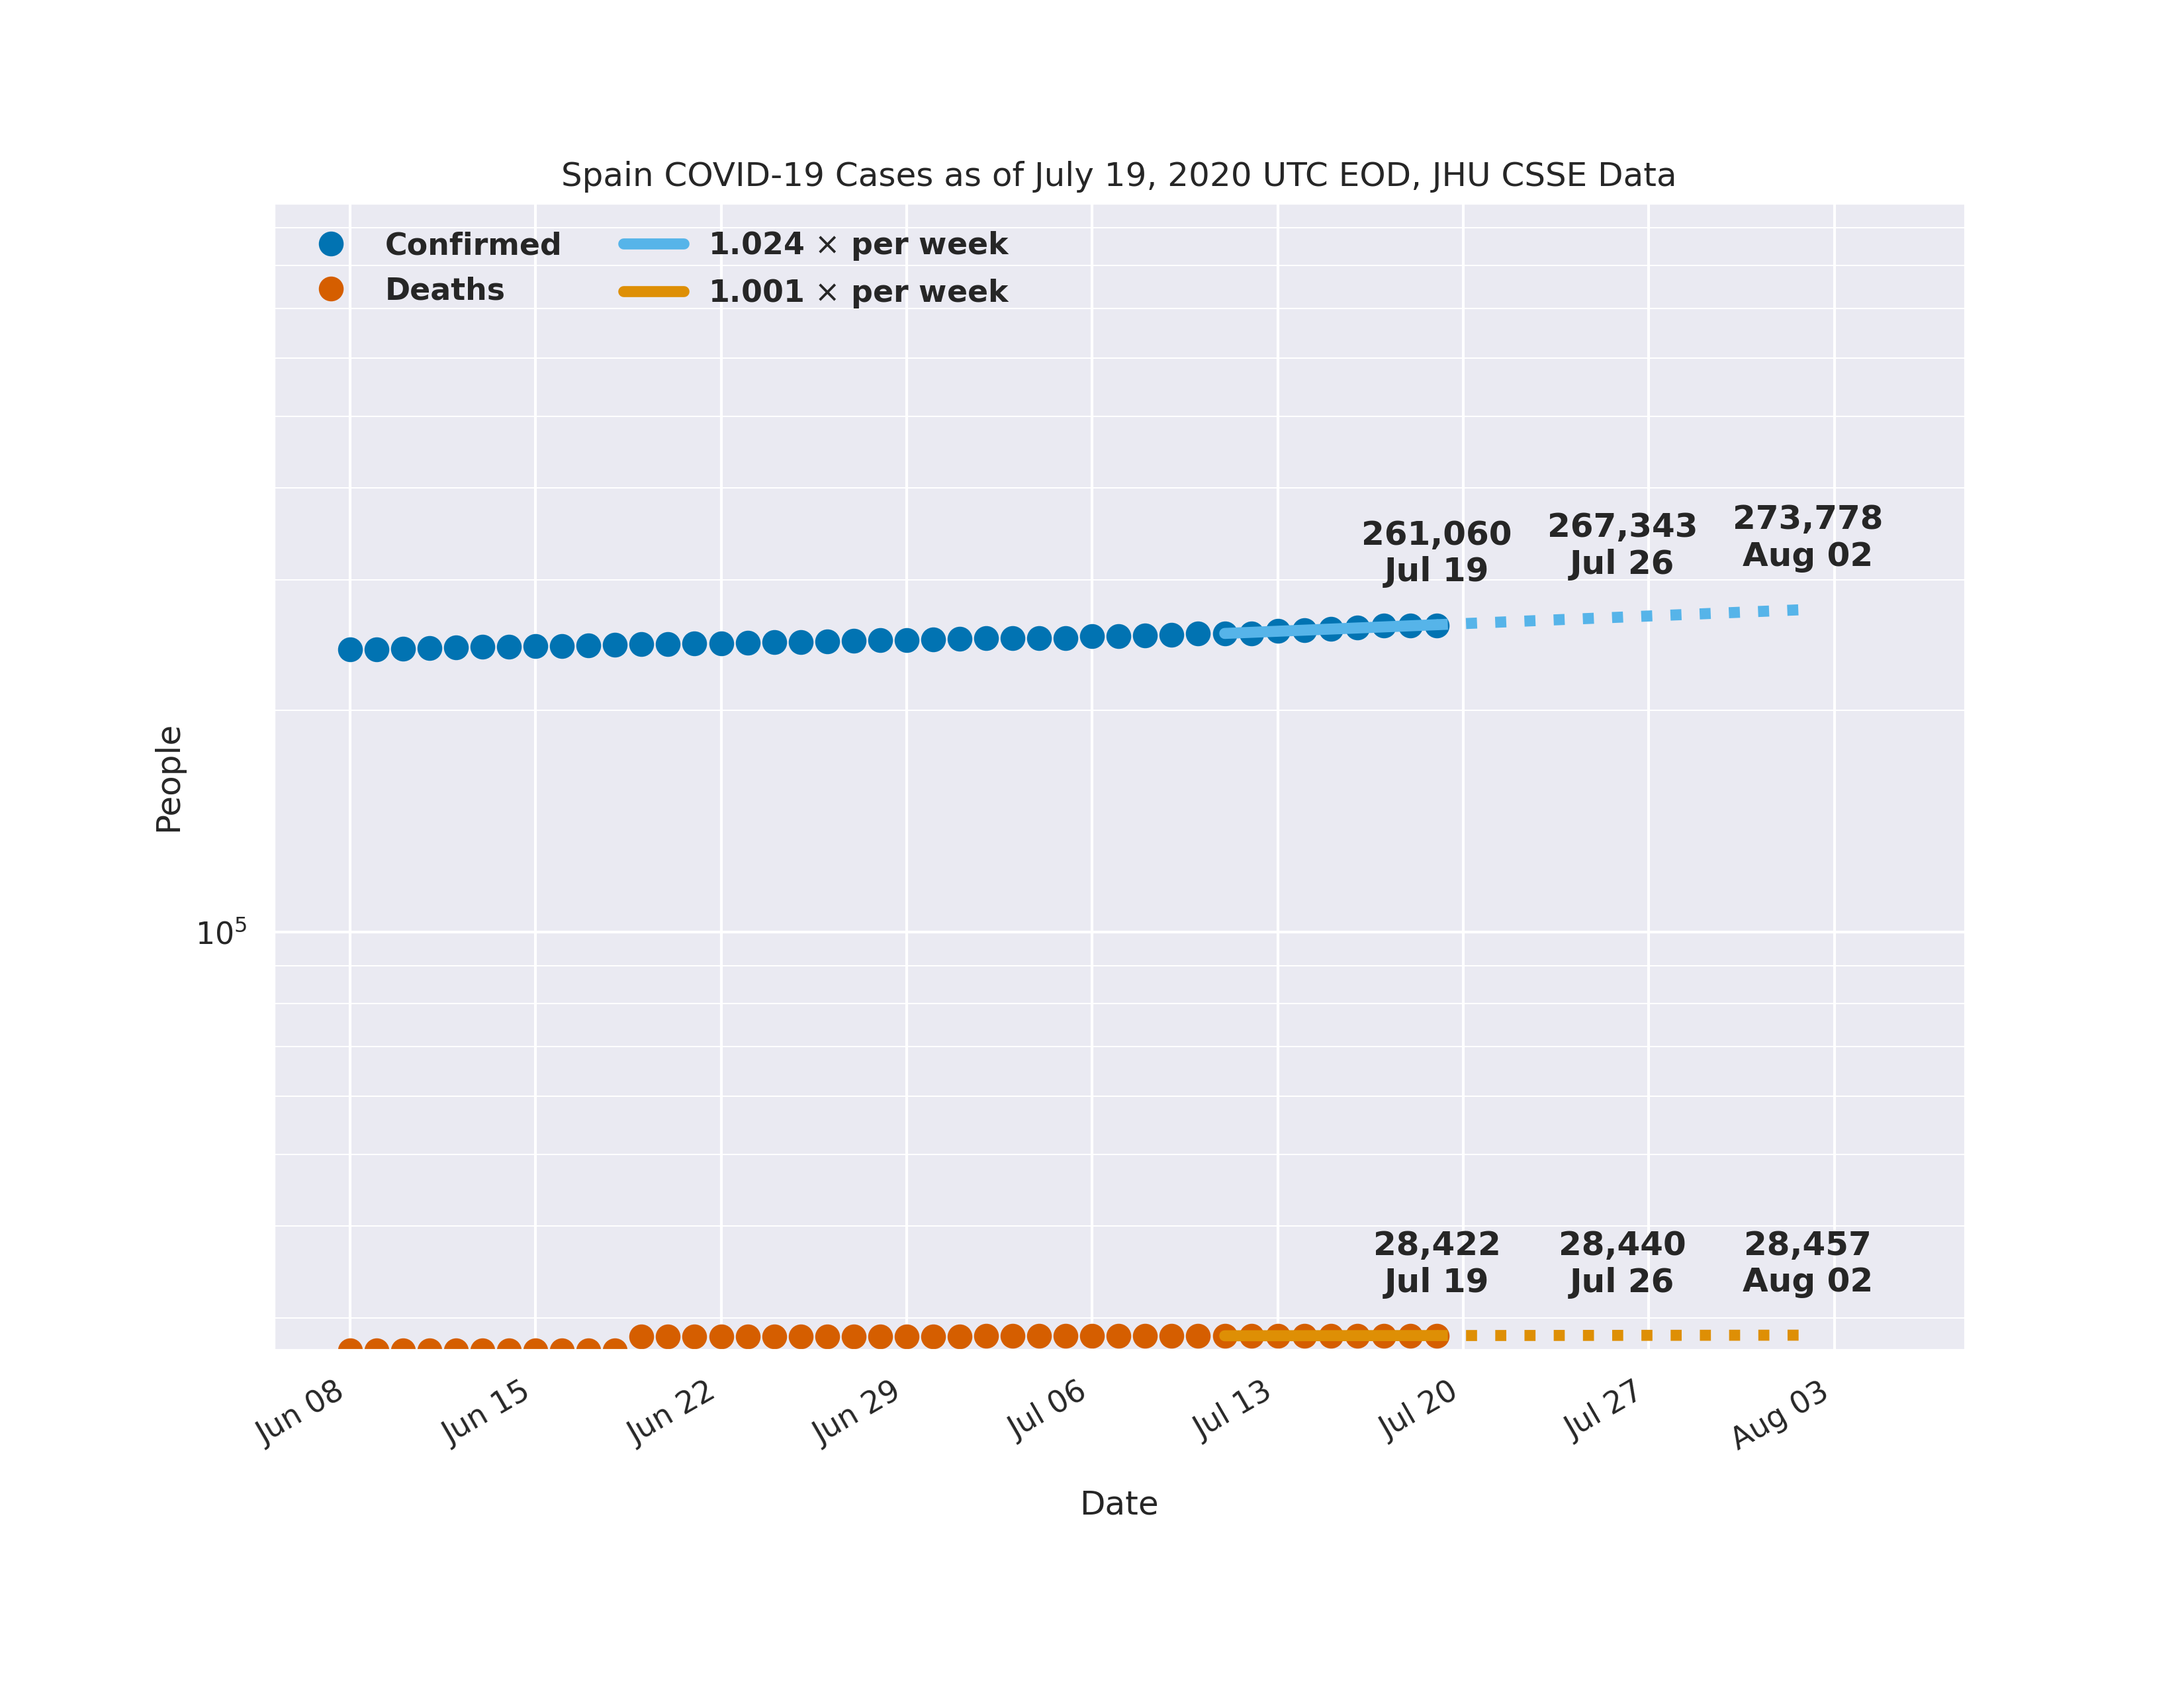 Spain COVID-19 Cases as of July 19, 2020 UTC EOD, JHU CSSE Data
Confirmed
Deaths
1.024 × per week
1.001 × per week
261,060
Jul 19
267,343
Jul 26
273,778
Aug 02
People
10⁵
28,422
Jul 19
28,440
Jul 26
28,457
Aug 02
Jun 08
Jun 15
Jun 22
Jun 29
Jul 06
Jul 13
Jul 20
Jul 27
Aug 03
Date